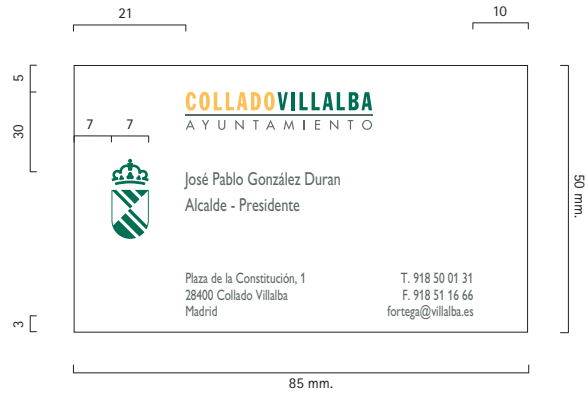 21
10
5
30
7 7
COLLADOVILLALBA
AYUNTAMIENTO
José Pablo González Duran
Alcalde - Presidente
50 mm.
Plaza de la Constitución, 1
28400 Collado Villalba
Madrid
T. 918 50 01 31
F. 918 51 16 66
fortega@villalba.es
3
85 mm.